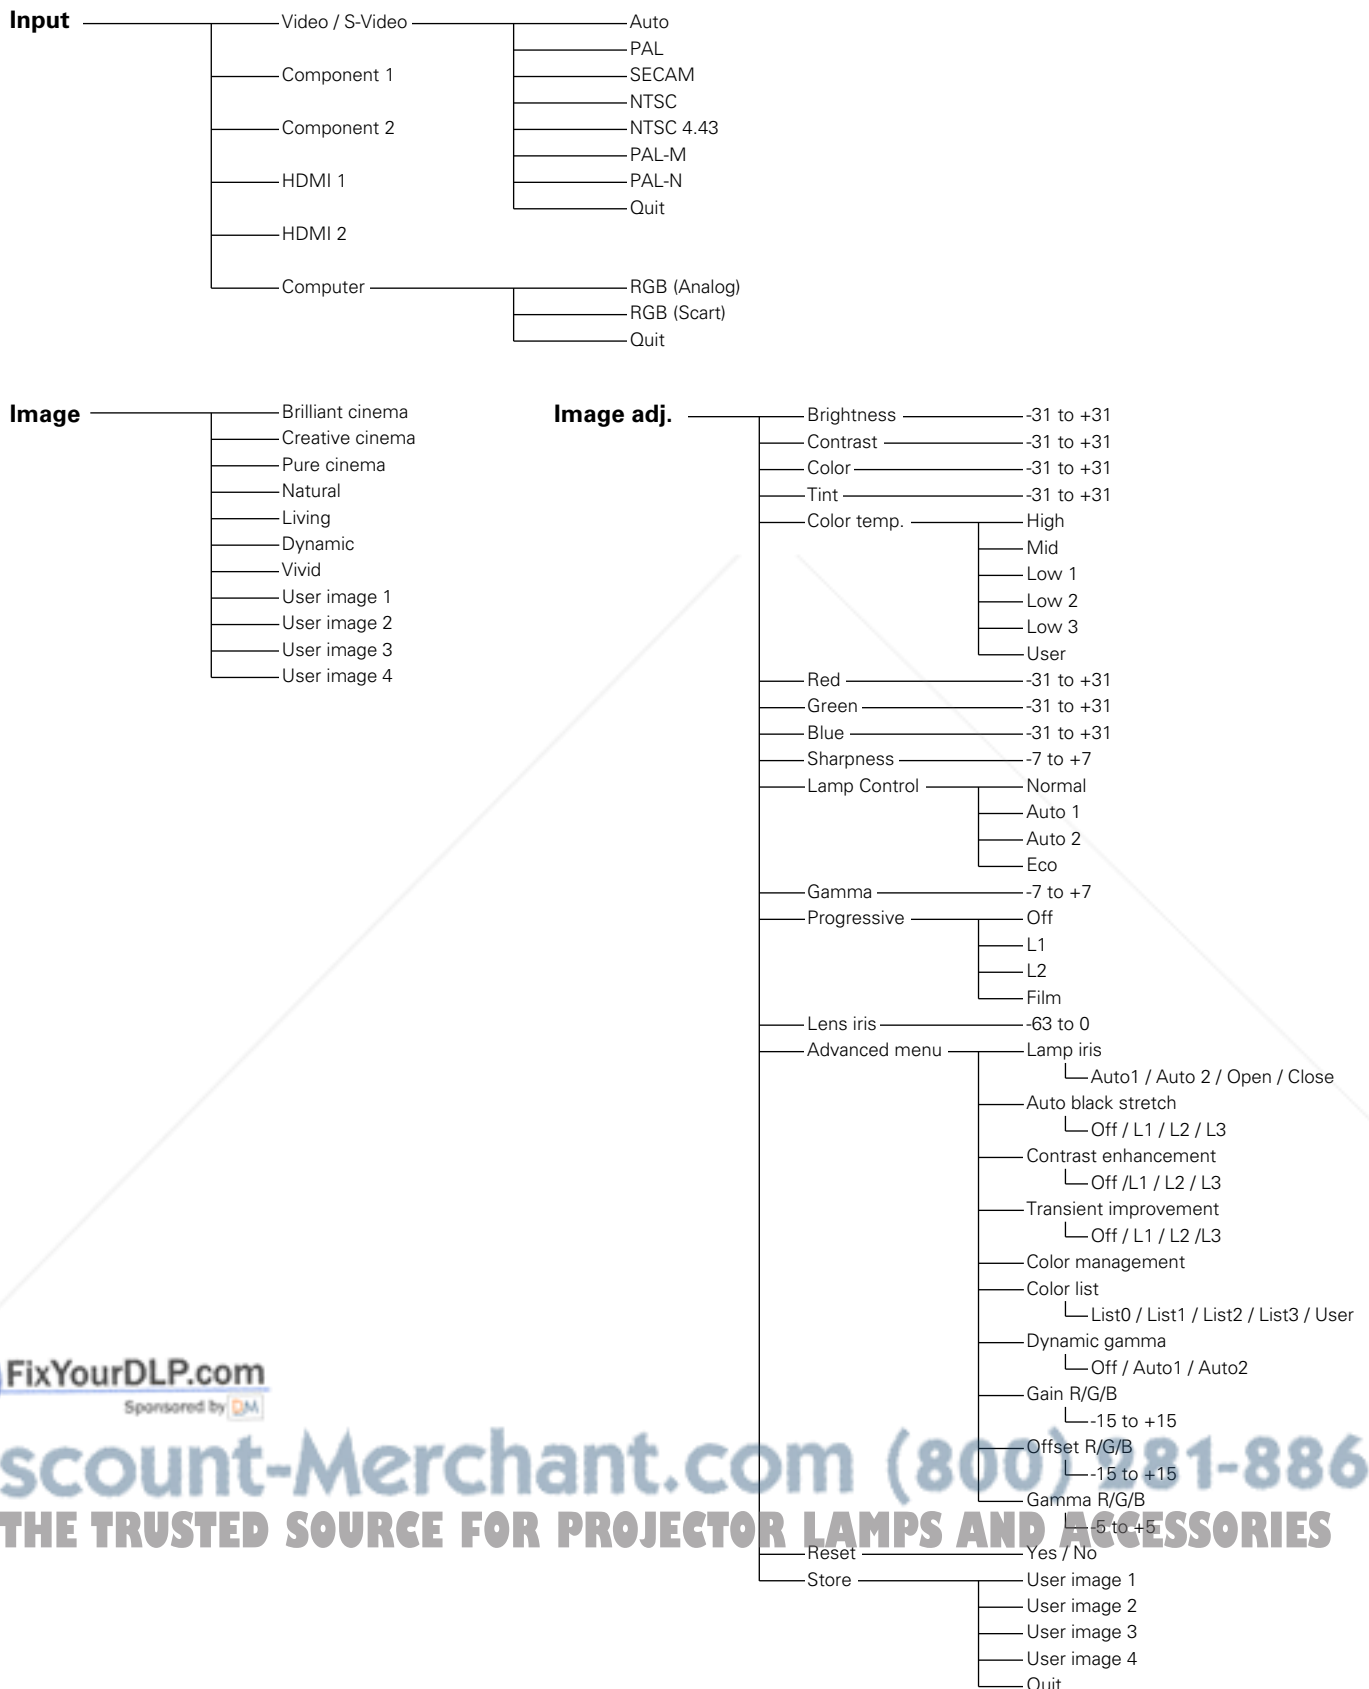 Input
Video / S-Video
Auto
PAL
Component 1
SECAM
NTSC
Component 2
NTSC 4.43
PAL-M
HDMI 1
PAL-N
Quit
HDMI 2
Computer
RGB (Analog)
RGB (Scart)
Quit
Image
Brilliant cinema
Creative cinema
Pure cinema
Natural
Living
Dynamic
Vivid
User image 1
User image 2
User image 3
User image 4
Image adj.
Brightness
-31 to +31
Contrast
-31 to +31
Color
-31 to +31
Tint
-31 to +31
Color temp.
High
Mid
Low 1
Low 2
Low 3
User
Red
-31 to +31
Green
-31 to +31
Blue
-31 to +31
Sharpness
-7 to +7
Lamp Control
Normal
Auto 1
Auto 2
Eco
Gamma
-7 to +7
Progressive
Off
L1
L2
Film
Lens iris
-63 to 0
Advanced menu
Lamp iris
Auto1 / Auto 2 / Open / Close
Auto black stretch
Off / L1 / L2 / L3
Contrast enhancement
Off /L1 / L2 / L3
Transient improvement
Off / L1 / L2 /L3
Color management
Color list
List0 / List1 / List2 / List3 / User
Dynamic gamma
Off / Auto1 / Auto2
Gain R/G/B
-15 to +15
Offset R/G/B
-15 to +15
Gamma R/G/B
-5 to +5
Reset
Yes / No
Store
User image 1
User image 2
User image 3
User image 4
Quit
FixYourDLP.com
Sponsored by DM
scount-Merchant.com (800) 281-886
THE TRUSTED SOURCE FOR PROJECTOR LAMPS AND ACCESSORIES